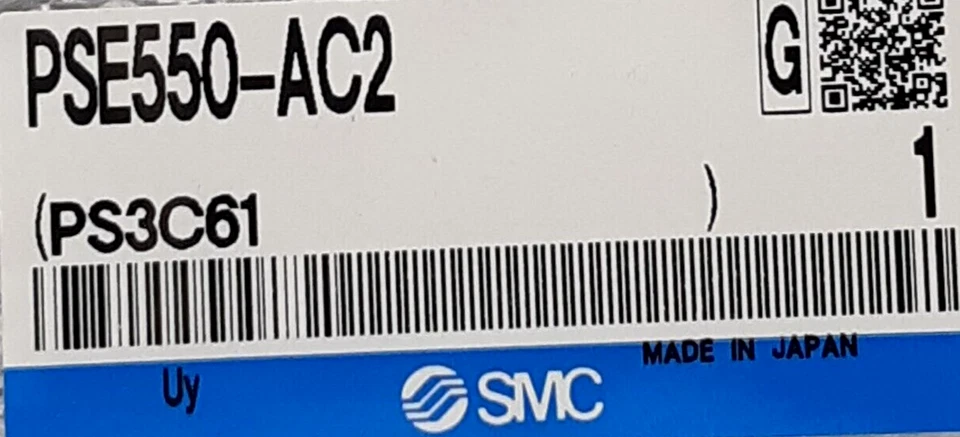 PSE550-AC2
G
1
(PS3C61 )
MADE IN JAPAN
Uy
SMC